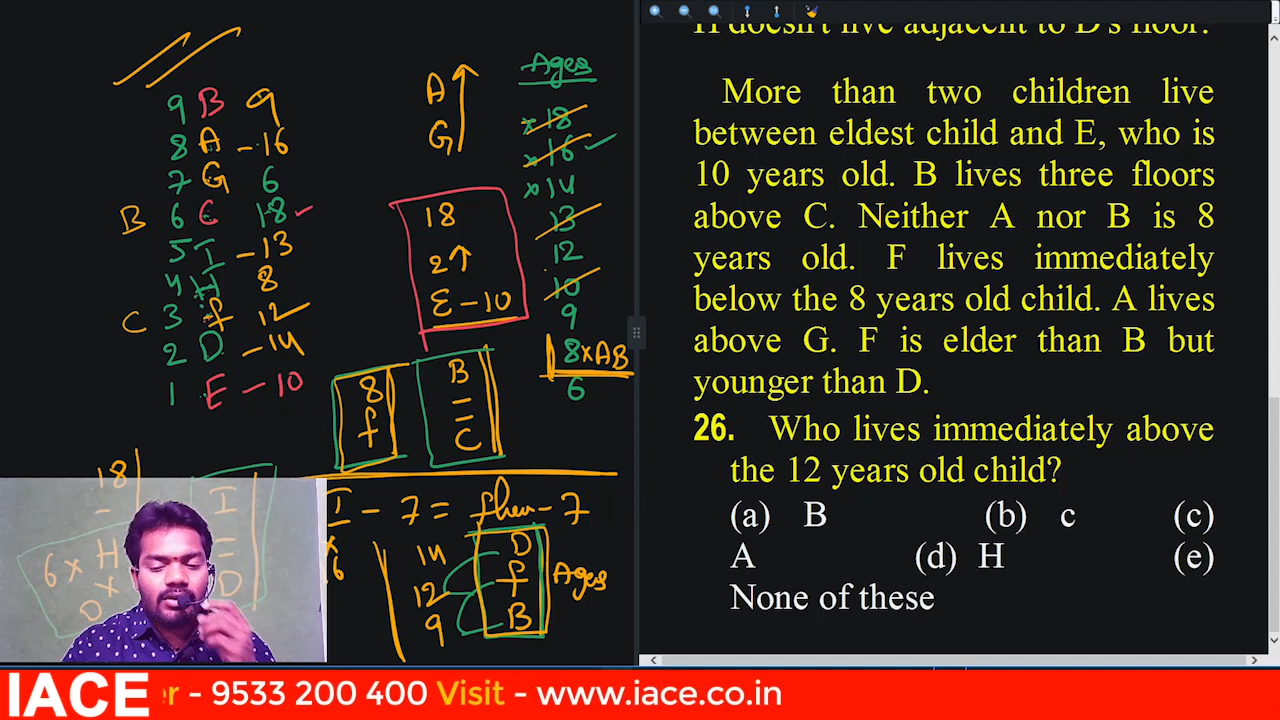 9 B 9
8 A - 16
7 G 6
B 6 C 18
5 I - 13
4 H 8
C 3 f 12
2 D - 14
1 E - 10
A
G
Ages
x 18
x 16
x 14
13
12
10
9
8 x AB
6
18
2
E - 10
8
f
B
C
18
I
6 x H
D
D
I - 7 = fhev - 7
14 D
12 f
9 B
Ages
H doesn't live adjacent to D's floor.
More than two children live
between eldest child and E, who is
10 years old. B lives three floors
above C. Neither A nor B is 8
years old. F lives immediately
below the 8 years old child. A lives
above G. F is elder than B but
younger than D.
26. Who lives immediately above
the 12 years old child?
(a) B (b) c (c)
A (d) H (e)
None of these
IACE er - 9533 200 400 Visit - www.iace.co.in